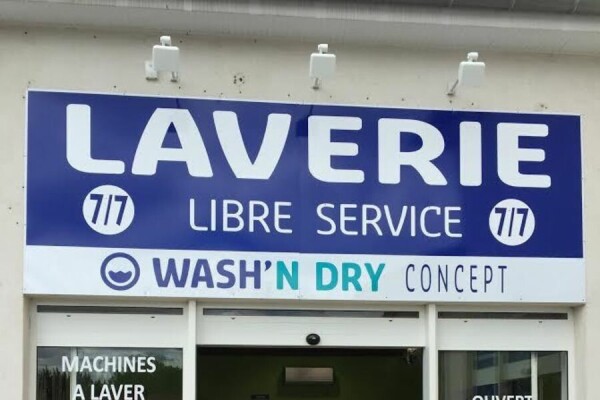 LAVERIE
7/7 LIBRE SERVICE 7/7
WASH'N DRY CONCEPT
MACHINES
A LAVER
OUVERT